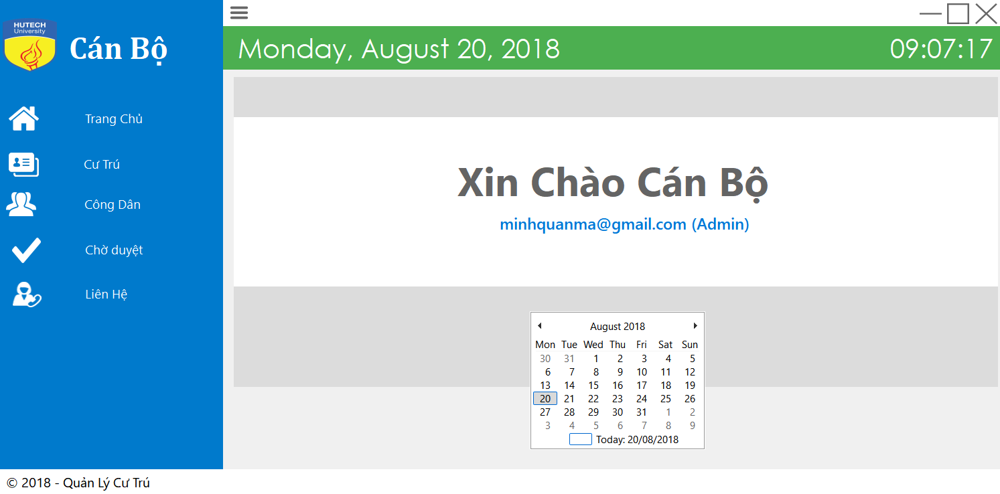 HUTECH
University
Cán Bộ
Trang Chủ
Cư Trú
Công Dân
Chờ duyệt
Liên Hệ
Monday, August 20, 2018
09:07:17
Xin Chào Cán Bộ
minhquanma@gmail.com (Admin)
August 2018
Mon Tue Wed Thu Fri Sat Sun
30 31 1 2 3 4 5
6 7 8 9 10 11 12
13 14 15 16 17 18 19
20 21 22 23 24 25 26
27 28 29 30 31 1 2
3 4 5 6 7 8 9
Today: 20/08/2018
© 2018 - Quản Lý Cư Trú